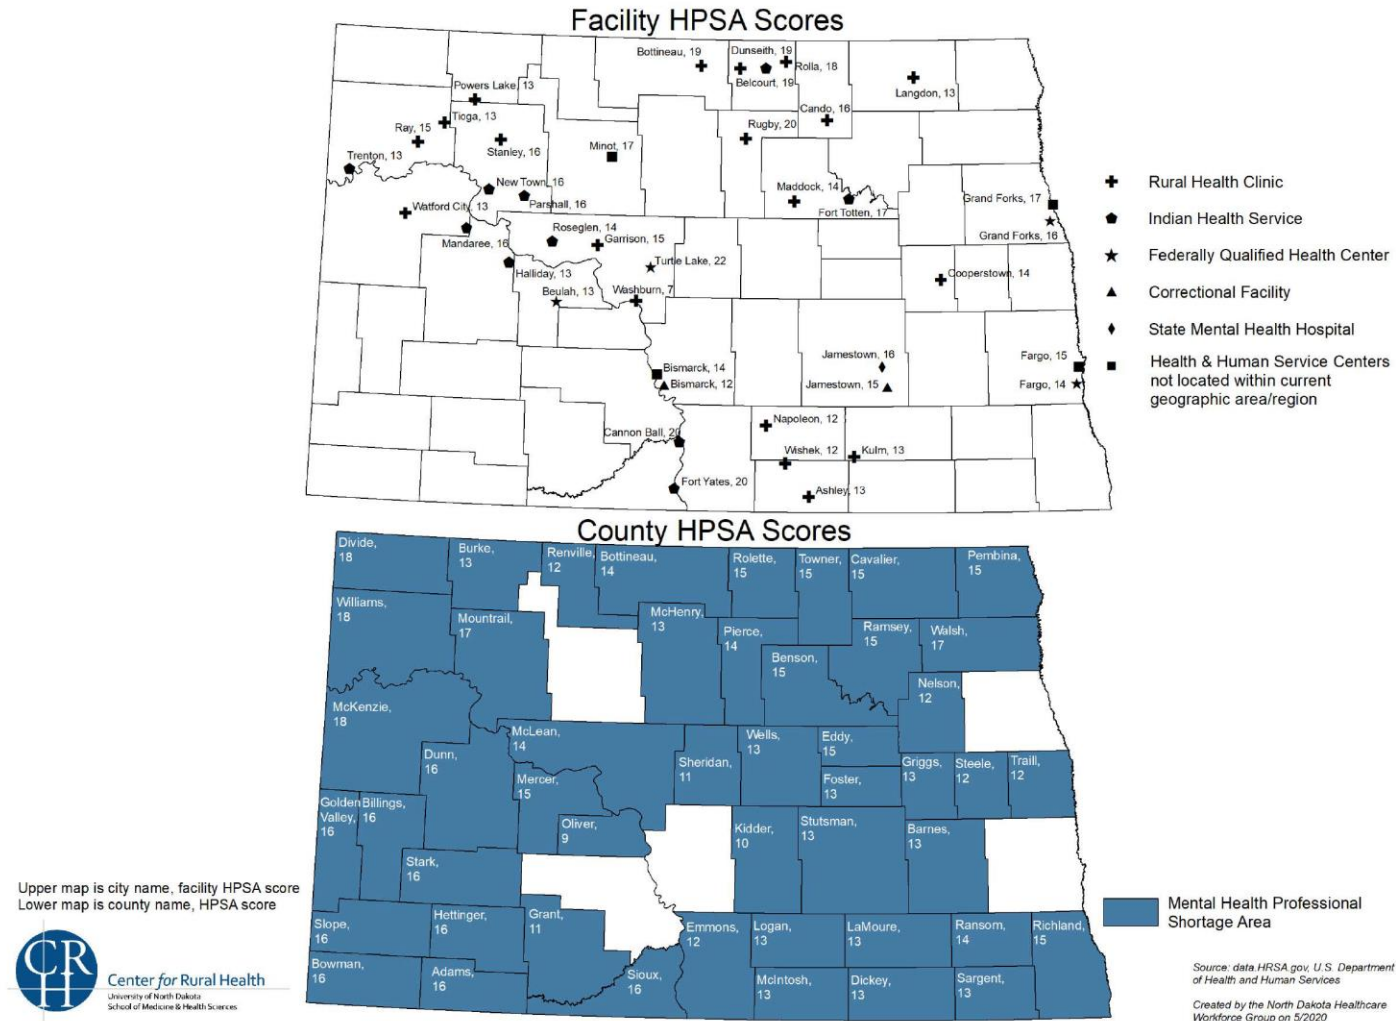 Facility HPSA Scores
Bottineau, 19
Dunseith, 19
Rolla, 18
Belcourt, 19
Langdon, 13
Powers Lake, 13
Cando, 16
Tioga, 13
Rugby, 20
Ray, 15
Stanley, 16
Minot, 17
Trenton, 13
New Town, 16
Parshall, 16
Maddock, 14
Fort Totten, 17
Grand Forks, 17
Grand Forks, 16
Watford City, 13
Mandaree, 16
Roseglen, 14
Garrison, 15
Turtle Lake, 22
Halliday, 13
Beulah, 13
Washburn, 7
Cooperstown, 14
Bismarck, 14
Bismarck, 12
Jamestown, 16
Jamestown, 15
Fargo, 15
Fargo, 14
Cannon Ball, 20
Napoleon, 12
Wishek, 12
Kulm, 13
Fort Yates, 20
Ashley, 13
Rural Health Clinic
Indian Health Service
Federally Qualified Health Center
Correctional Facility
State Mental Health Hospital
Health & Human Service Centers
not located within current
geographic area/region
County HPSA Scores
Divide,
18
Burke,
13
Renville,
12
Bottineau,
14
Rolette,
15
Towner,
15
Cavalier,
15
Pembina,
15
Williams,
18
Mountrail,
17
McHenry,
13
Pierce,
14
Benson,
15
Ramsey,
15
Walsh,
17
Nelson,
12
McKenzie,
18
Dunn,
16
McLean,
14
Mercer,
15
Oliver,
9
Sheridan,
11
Wells,
13
Eddy,
15
Foster,
13
Griggs,
13
Steele,
12
Traill,
12
Golden
Valley,
16
Billings,
16
Stark,
16
Kidder,
10
Stutsman,
13
Barnes,
13
Slope,
16
Hettinger,
16
Grant,
11
Emmons,
12
Logan,
13
LaMoure,
13
Ransom,
14
Richland,
15
Bowman,
16
Adams,
16
Sioux,
16
McIntosh,
13
Dickey,
13
Sargent,
13
Mental Health Professional
Shortage Area
Upper map is city name, facility HPSA score
Lower map is county name, HPSA score
CRH
Center for Rural Health
University of North Dakota
School of Medicine & Health Sciences
Source: data.HRSA.gov, U.S. Department
of Health and Human Services
Created by the North Dakota Healthcare
Workforce Group on 5/2020